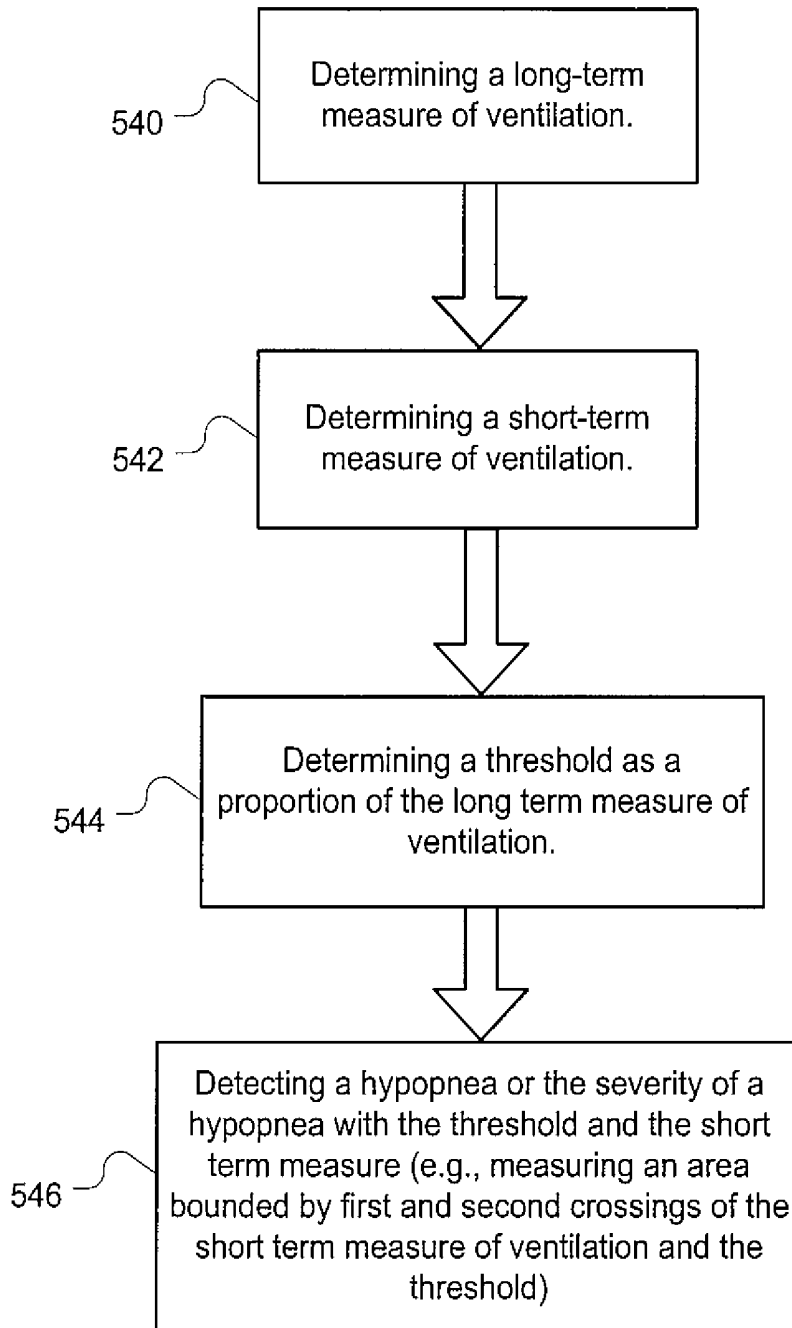 Determining a long-term
measure of ventilation.
540
Determining a short-term
measure of ventilation.
542
Determining a threshold as a
proportion of the long term measure of
ventilation.
544
Detecting a hypopnea or the severity of a
hypopnea with the threshold and the short
term measure (e.g., measuring an area
bounded by first and second crossings of the
short term measure of ventilation and the
threshold)
546